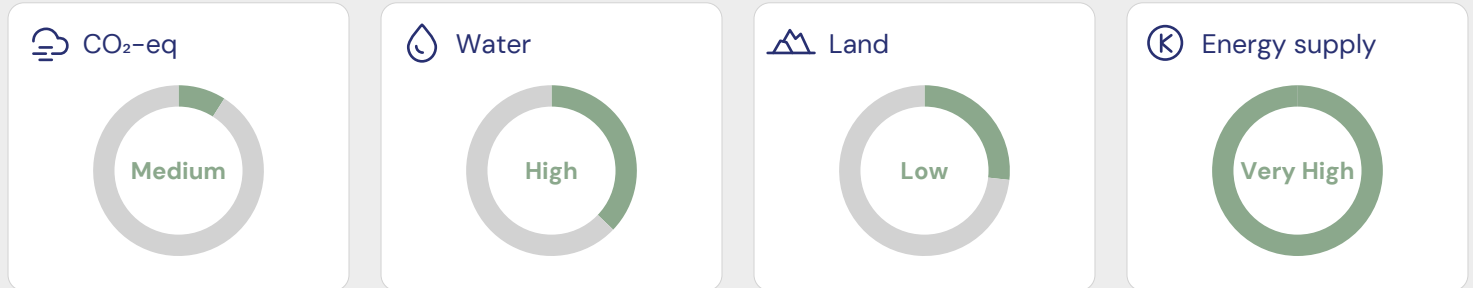 CO₂-eq
Medium
Water
High
Land
Low
Energy supply
Very High